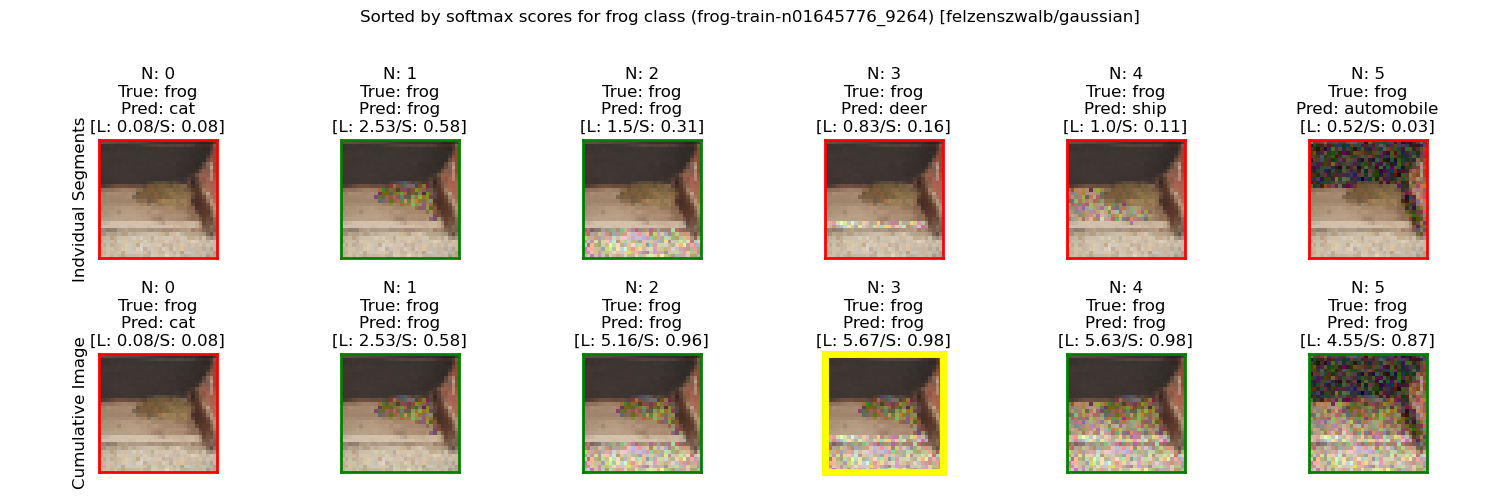 Sorted by softmax scores for frog class (frog-train-n01645776_9264) [felzenszwalb/gaussian]
Indvidual Segments
N: 0
True: frog
Pred: cat
[L: 0.08/S: 0.08]
N: 1
True: frog
Pred: frog
[L: 2.53/S: 0.58]
N: 2
True: frog
Pred: frog
[L: 1.5/S: 0.31]
N: 3
True: frog
Pred: deer
[L: 0.83/S: 0.16]
N: 4
True: frog
Pred: ship
[L: 1.0/S: 0.11]
N: 5
True: frog
Pred: automobile
[L: 0.52/S: 0.03]
Cumulative Image
N: 0
True: frog
Pred: cat
[L: 0.08/S: 0.08]
N: 1
True: frog
Pred: frog
[L: 2.53/S: 0.58]
N: 2
True: frog
Pred: frog
[L: 5.16/S: 0.96]
N: 3
True: frog
Pred: frog
[L: 5.67/S: 0.98]
N: 4
True: frog
Pred: frog
[L: 5.63/S: 0.98]
N: 5
True: frog
Pred: frog
[L: 4.55/S: 0.87]